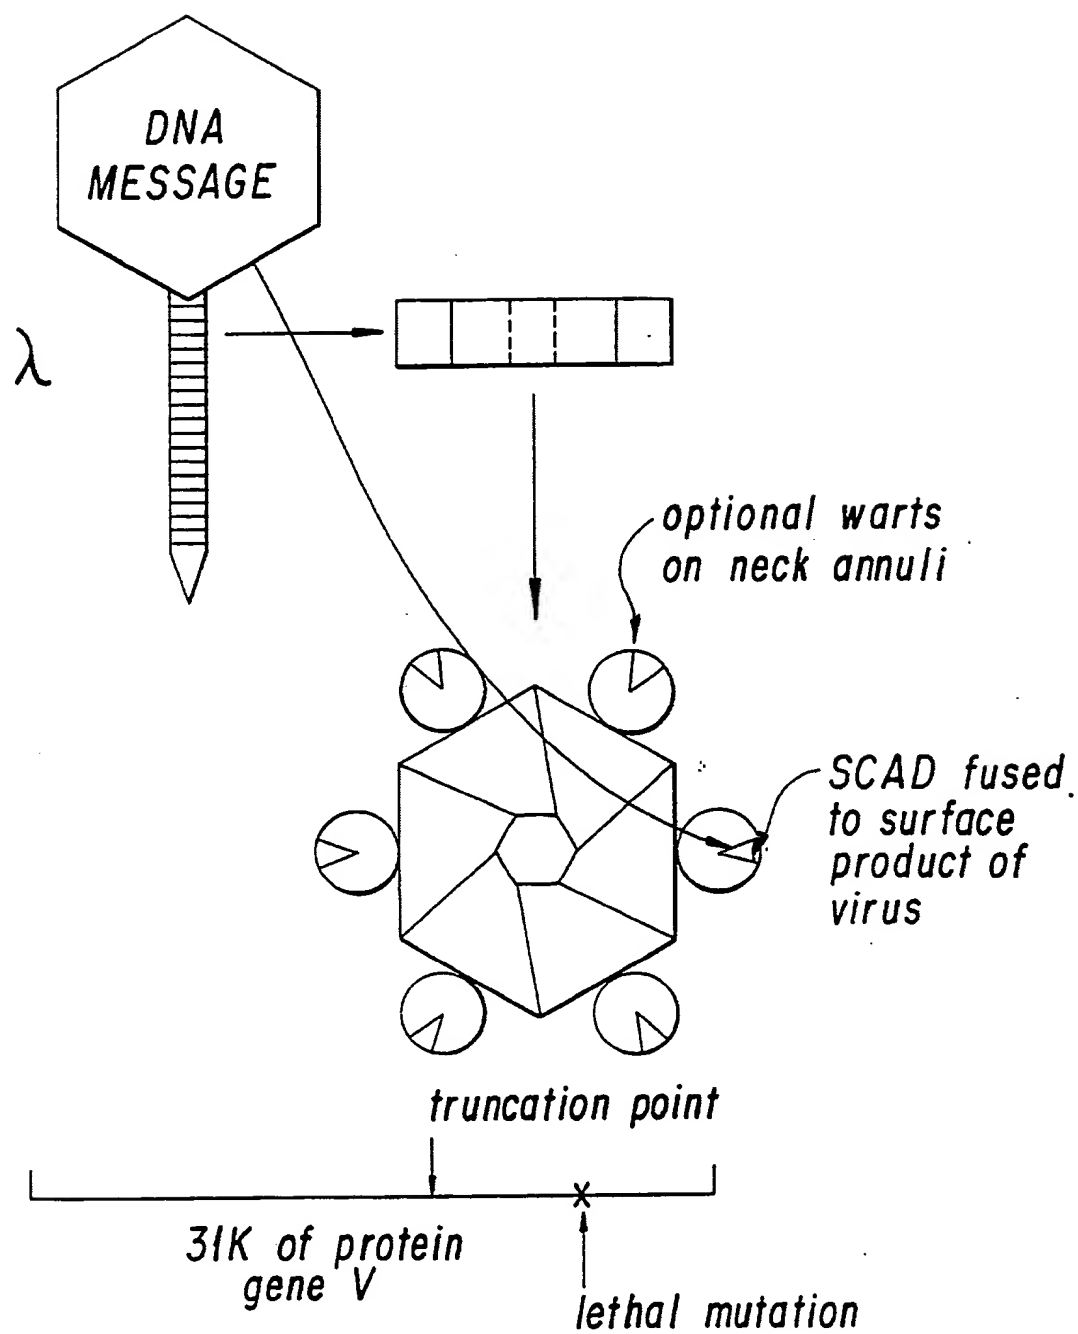 DNA
MESSAGE
λ
optional warts
on neck annuli
SCAD fused
to surface
product of
virus
truncation point
X
31K of protein
gene V
lethal mutation